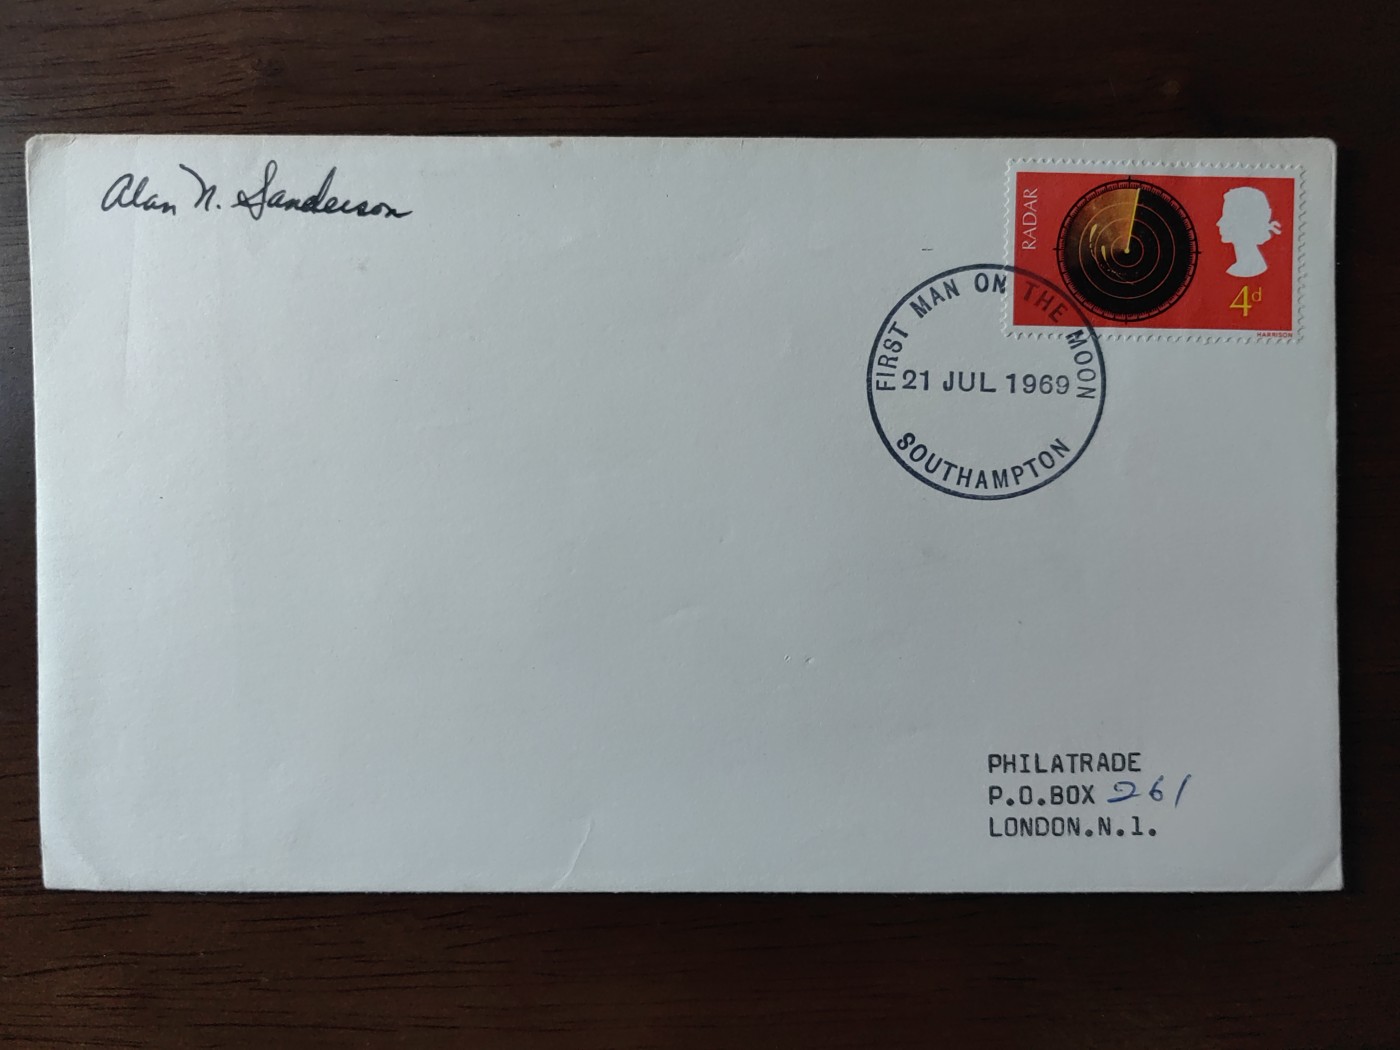 Alan N. Sanderson
RADAR
4d
HARRISON
FIRST MAN ON THE MOON
21 JUL 1969
SOUTHAMPTON
PHILATRADE
P.O.BOX 261
LONDON.N.1.